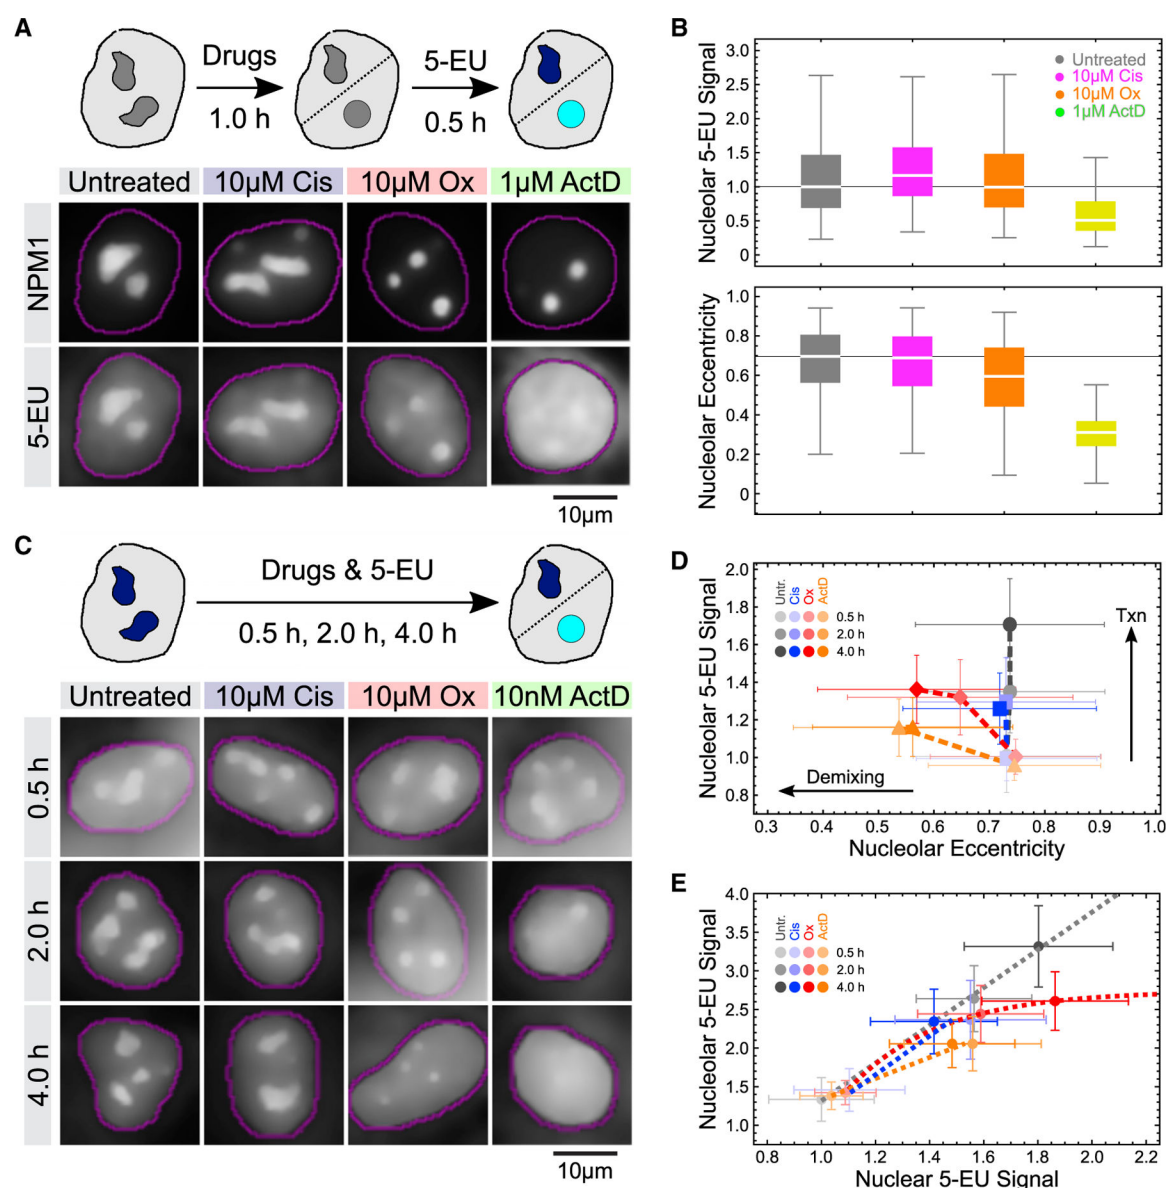 A
Drugs
1.0 h
5-EU
0.5 h
Untreated 10µM Cis 10µM Ox 1µM ActD
NPM1
5-EU
10µm
B
Nucleolar 5-EU Signal
3.0
2.5
2.0
1.5
1.0
0.5
0
Untreated
10µM Cis
10µM Ox
1µM ActD
Nucleolar Eccentricity
1.0
0.8
0.6
0.4
0.2
0
C
Drugs & 5-EU
0.5 h, 2.0 h, 4.0 h
Untreated 10µM Cis 10µM Ox 10nM ActD
0.5 h
2.0 h
4.0 h
10µm
D
Nucleolar 5-EU Signal
2.0
1.8
1.6
1.4
1.2
1.0
0.8
Untr. Cis Ox ActD
0.5 h
2.0 h
4.0 h
Txn
Demixing
0.3 0.4 0.5 0.6 0.7 0.8 0.9 1.0
Nucleolar Eccentricity
E
Nucleolar 5-EU Signal
4.0
3.5
3.0
2.5
2.0
1.5
1.0
Untr. Cis Ox ActD
0.5 h
2.0 h
4.0 h
0.8 1.0 1.2 1.4 1.6 1.8 2.0 2.2
Nuclear 5-EU Signal